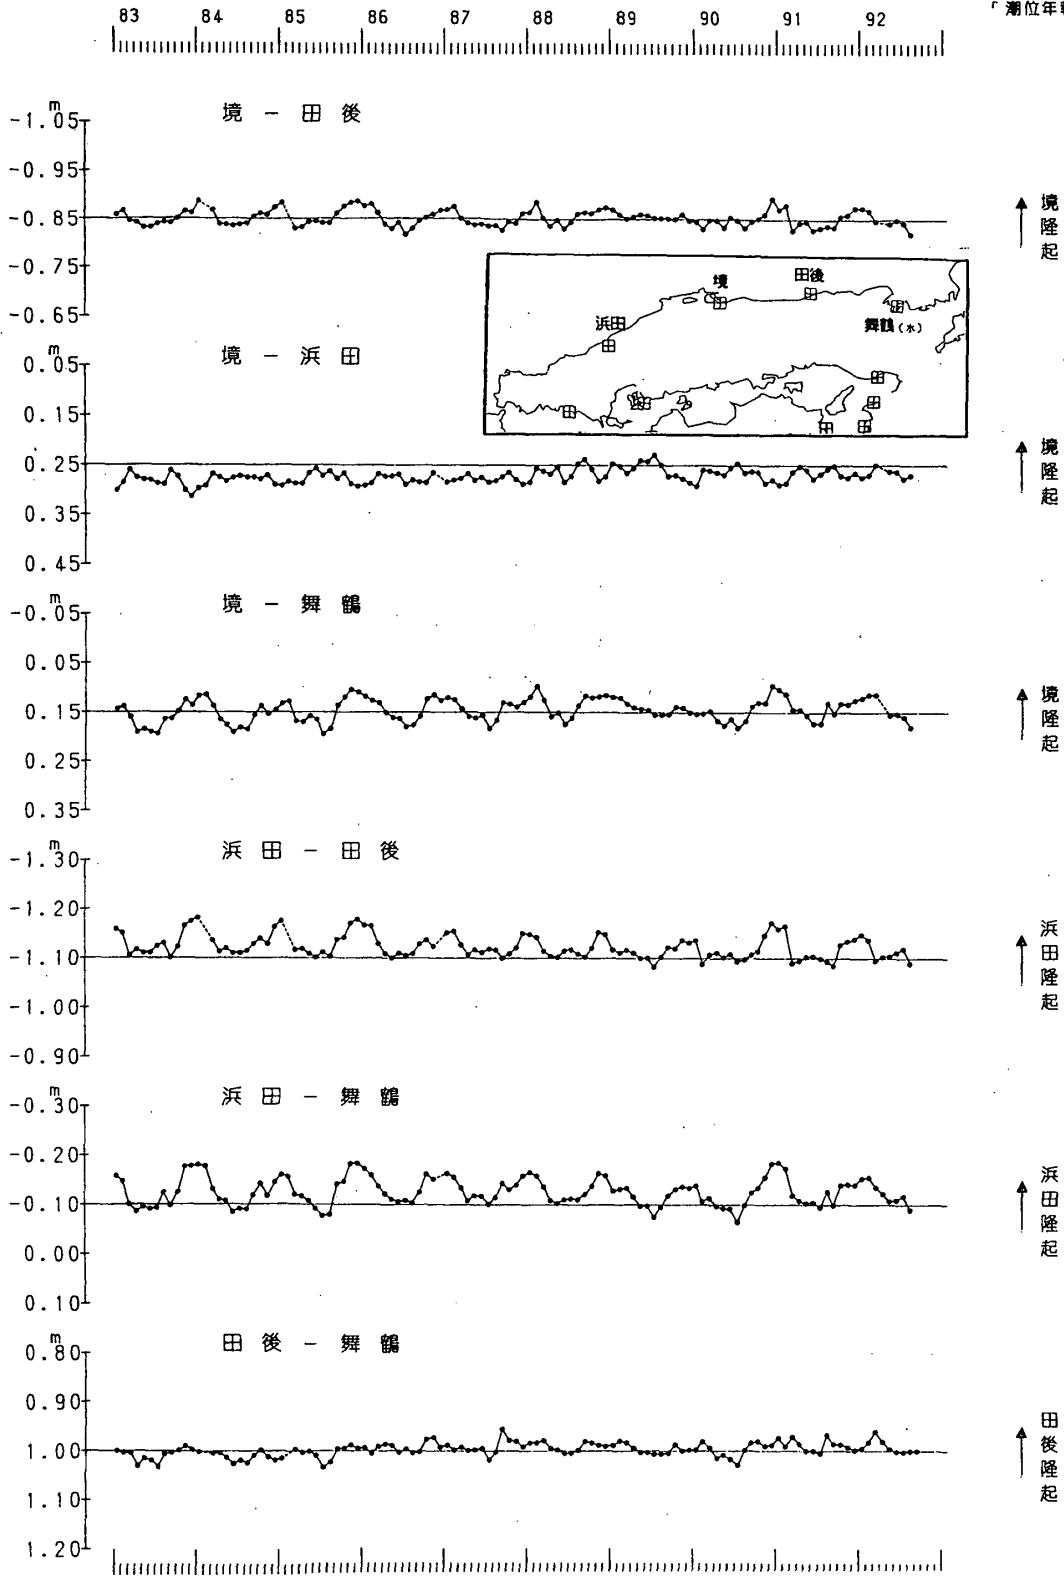 「潮位年
83 84 85 86 87 88 89 90 91 92
境 − 田後
m
-1.05
-0.95
-0.85
-0.75
-0.65
境隆起
境
田後
浜田
舞鶴(水)
境 − 浜田
m
0.05
0.15
0.25
0.35
0.45
境隆起
境 − 舞鶴
m
-0.05
0.05
0.15
0.25
0.35
境隆起
浜田 − 田後
m
-1.30
-1.20
-1.10
-1.00
-0.90
浜田隆起
浜田 − 舞鶴
m
-0.30
-0.20
-0.10
0.00
0.10
浜田隆起
田後 − 舞鶴
m
0.80
0.90
1.00
1.10
1.20
田後隆起